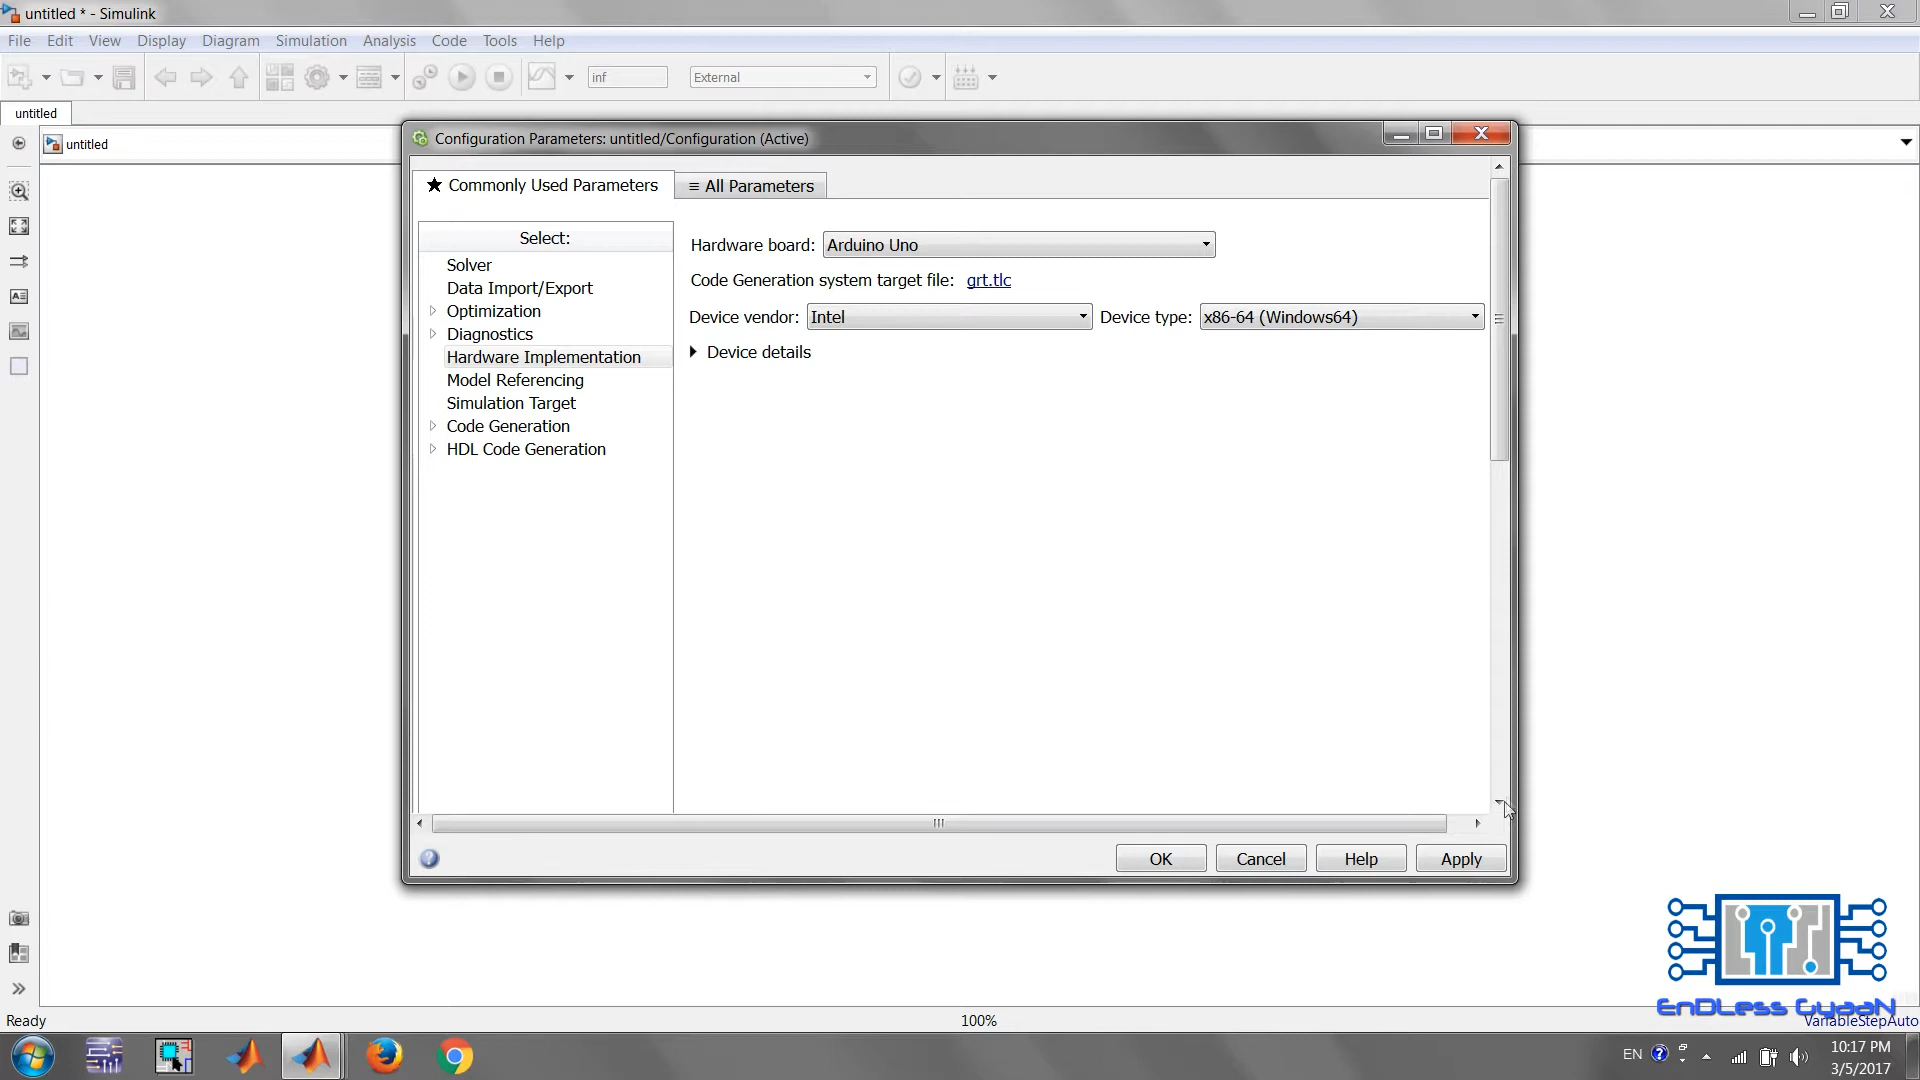 untitled * - Simulink
File Edit View Display Diagram Simulation Analysis Code Tools Help
inf External
untitled
untitled
Configuration Parameters: untitled/Configuration (Active)
★ Commonly Used Parameters ≡ All Parameters
Select:
Solver
Data Import/Export
Optimization
Diagnostics
Hardware Implementation
Model Referencing
Simulation Target
Code Generation
HDL Code Generation
Hardware board: Arduino Uno
Code Generation system target file: grt.tlc
Device vendor: Intel Device type: x86-64 (Windows64)
Device details
OK Cancel Help Apply
EnDLess GyaaN
Ready 100% VariableStepAuto
EN 10:17 PM
3/5/2017